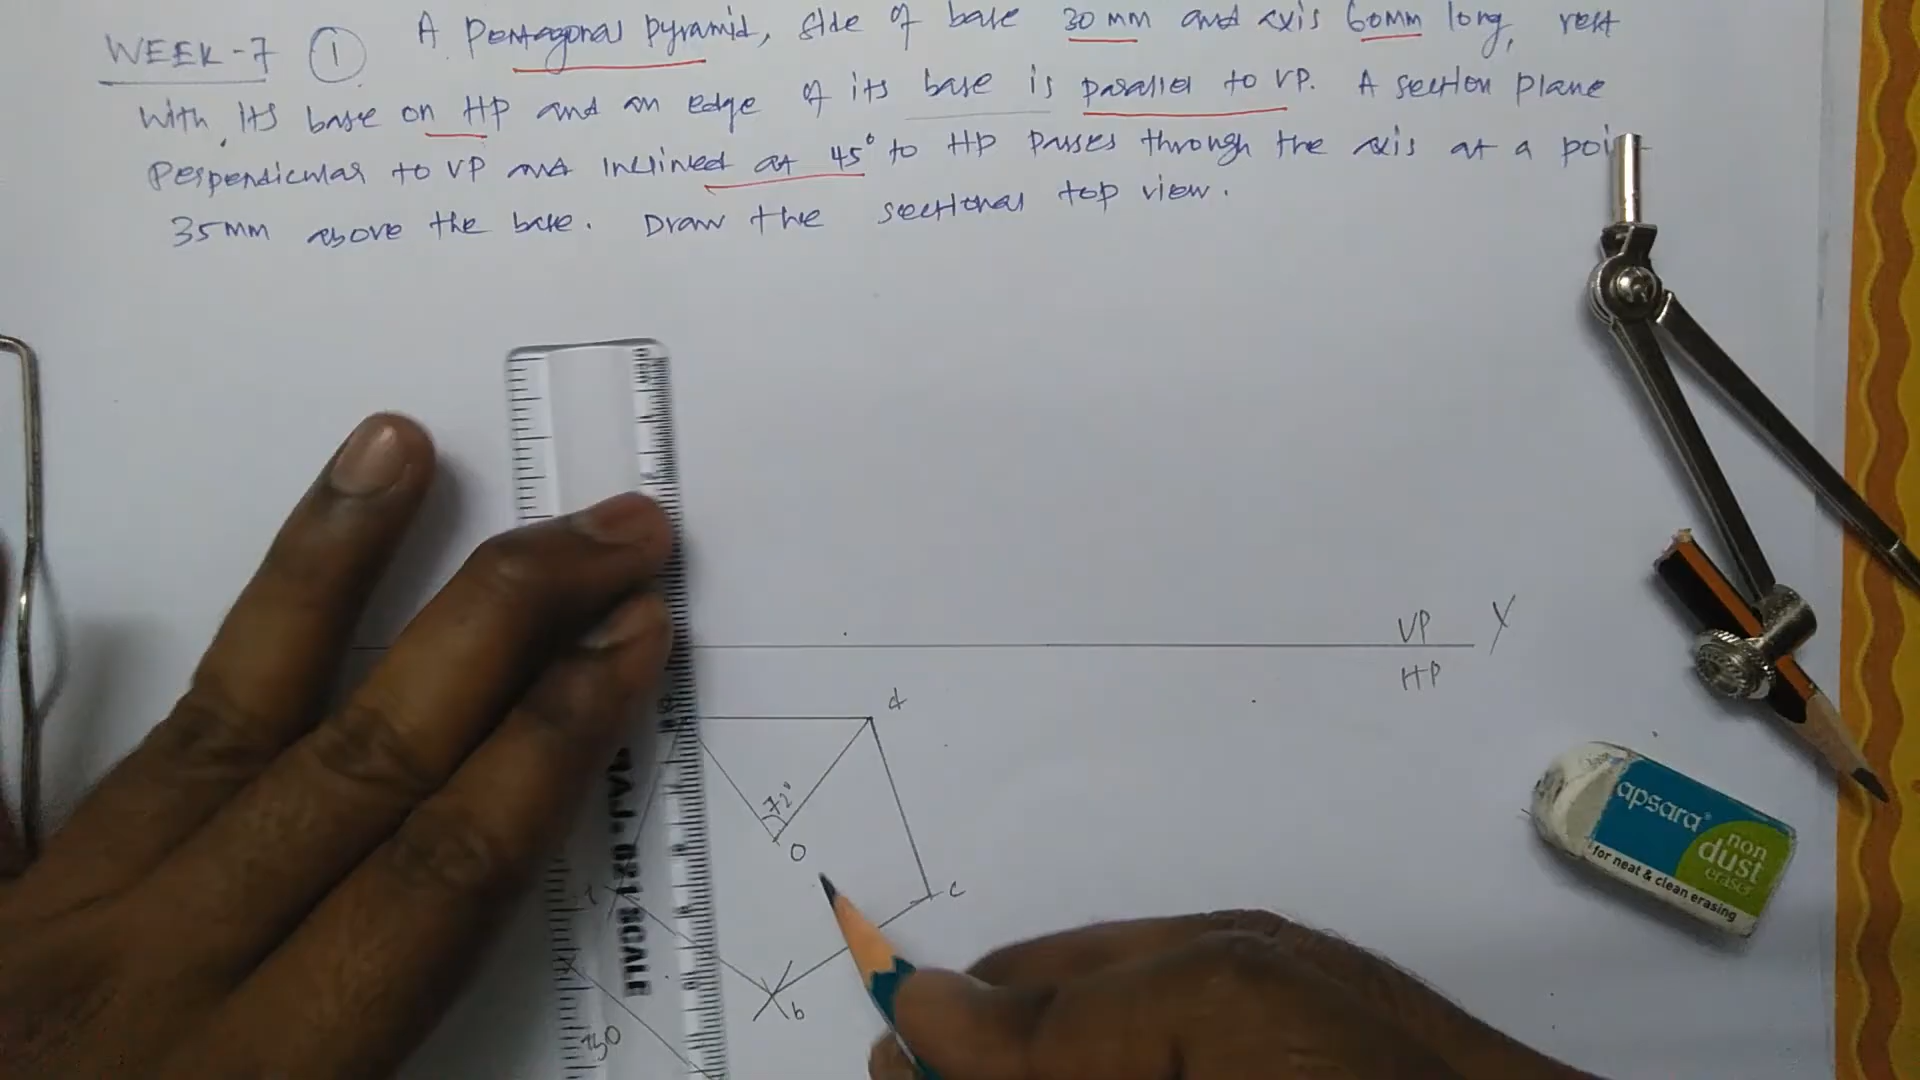 WEEK-7 ① A Pentagonal Pyramid, side of base 30 mm and axis 60mm long, rest
with its base on HP and an edge of its base is parallel to VP. A section plane
perpendicular to VP and inclined at 45° to HP passes through the axis at a poi
35mm above the base. Draw the sectional top view.
VP
Y
HP
d
72°
O
c
b
30
SCALE
apsara
non
dust
eraser
for neat & clean erasing